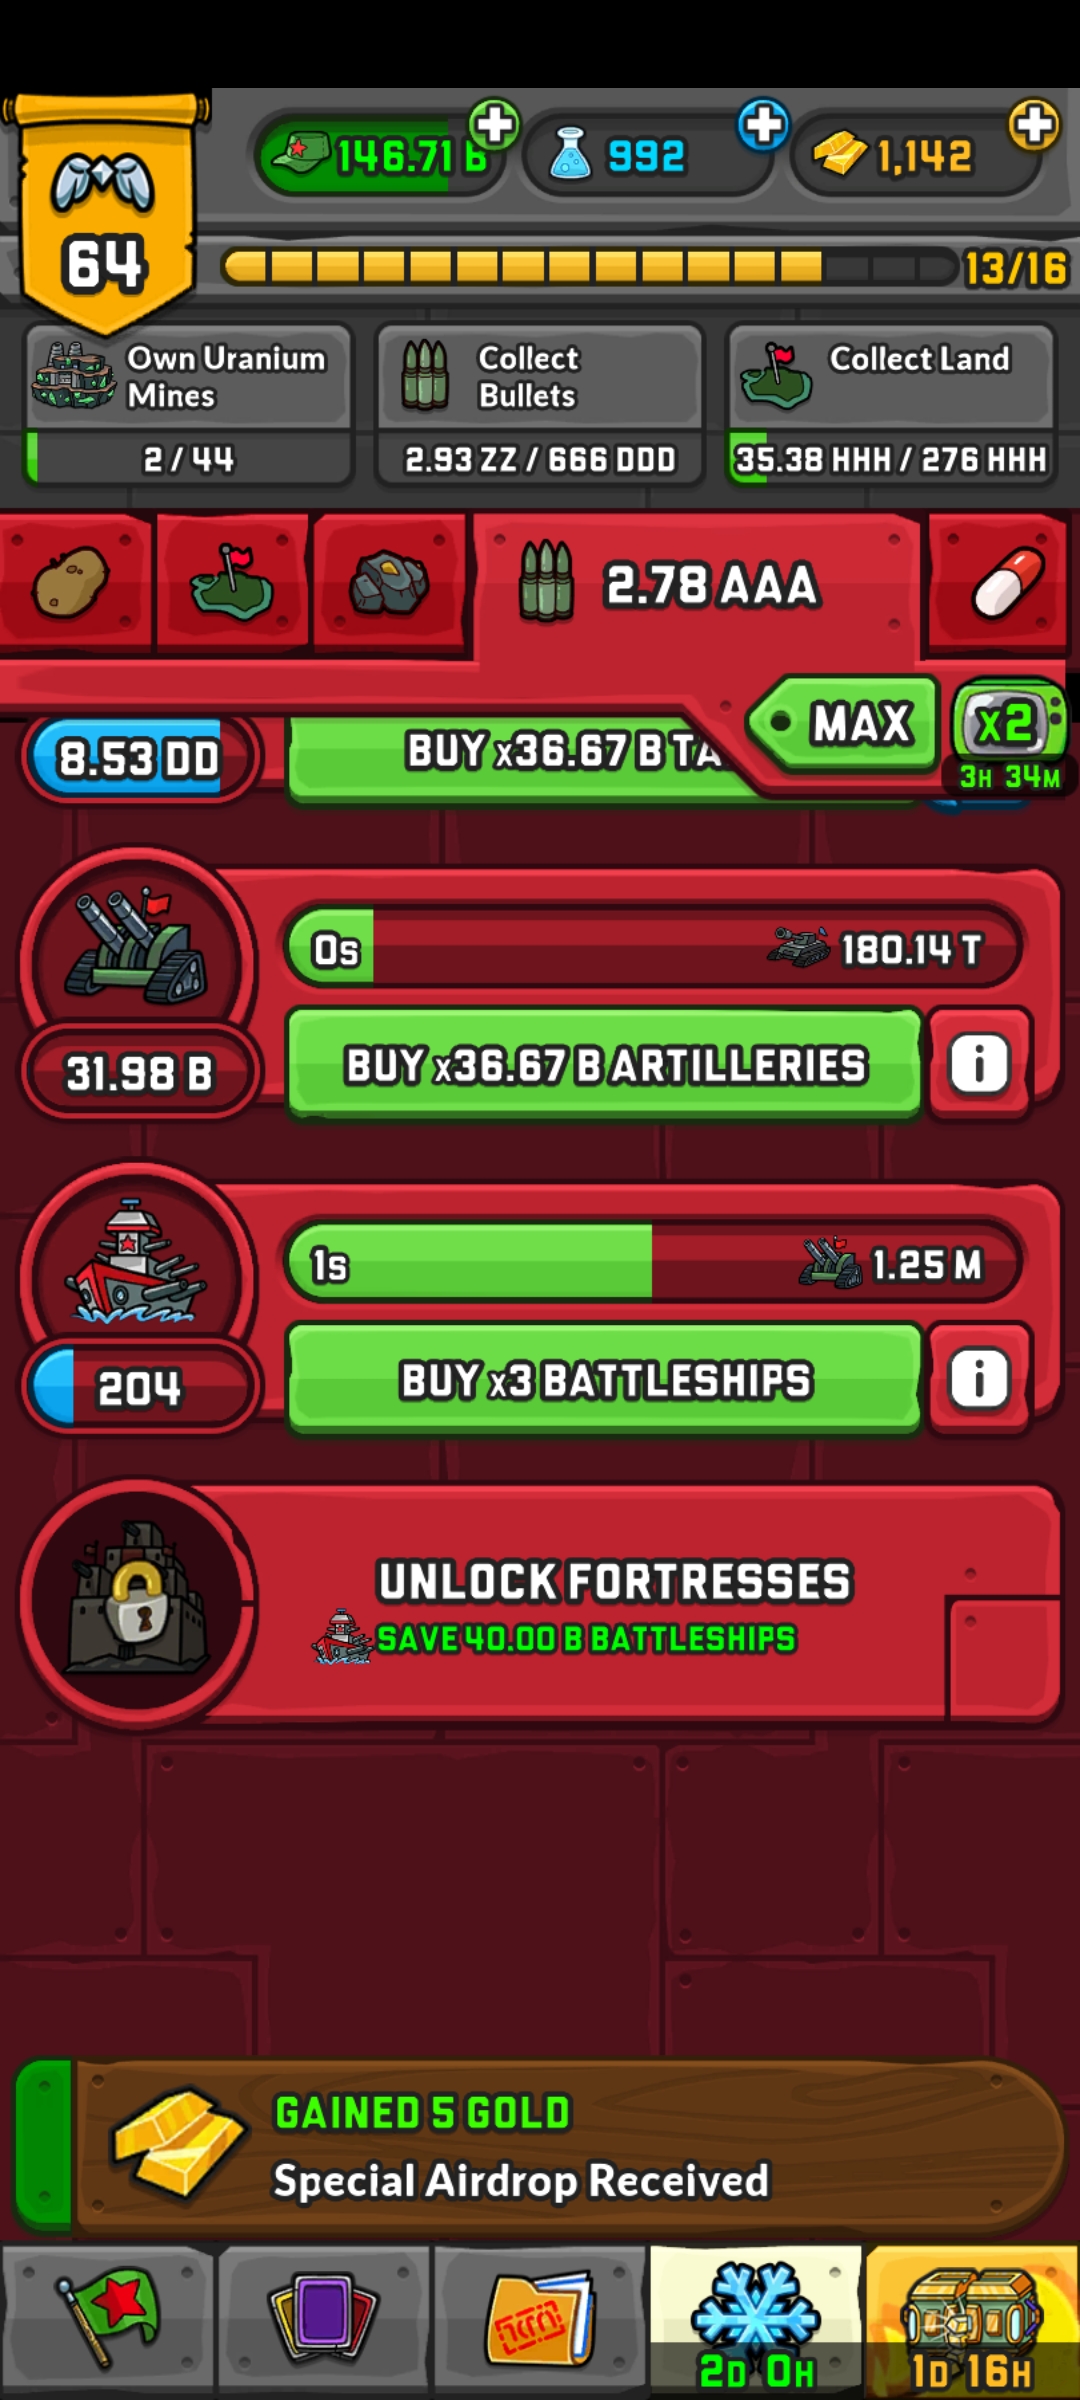 64
146.71 B
992
1,142
13/16
Own Uranium
Mines
2 / 44
Collect
Bullets
2.93 ZZ / 666 DDD
Collect Land
35.38 HHH / 276 HHH
2.78 AAA
MAX
x2
3H 34M
8.53 DD
BUY x36.67 B TA
0s
180.14 T
31.98 B
BUY x36.67 B ARTILLERIES
i
1s
1.25 M
204
BUY x3 BATTLESHIPS
i
UNLOCK FORTRESSES
SAVE 40.00 B BATTLESHIPS
GAINED 5 GOLD
Special Airdrop Received
2D 0H
1D 16H